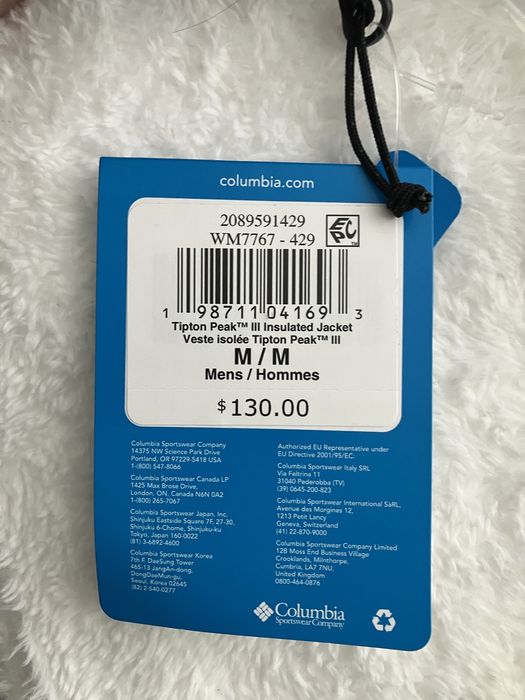 columbia.com
2089591429
WM7767 - 429
EPC™
1 98711 04169 3
Tipton Peak™ III Insulated Jacket
Veste isolée Tipton Peak™ III
M / M
Mens / Hommes
$130.00
Columbia Sportswear Company
14375 NW Science Park Drive
Portland, OR 97229-5418 USA
1-(800) 547-8066
Columbia Sportswear Canada LP
1425 Max Brose Drive,
London, ON, Canada N6N 0A2
1-(800) 265-7067
Columbia Sportswear Japan, Inc.
Shinjuku Eastside Square 7F, 27-30,
Shinjuku 6-Chome, Shinjuku-ku
Tokyo, Japan 160-0022
(81) 3-6892-4600
Columbia Sportswear Korea
7th F. DaeSung Tower
465-13 JangAn-dong,
DongDaeMun-gu,
Seoul, Korea 02645
(82) 2-540-0277
Authorized EU Representative under
EU Directive 2001/95/EC:
Columbia Sportswear Italy SRL
Via Feltrina 11
31040 Pederobba (TV)
(39) 0645-200-823
Columbia Sportswear International SàRL,
Avenue des Morgines 12,
1213 Petit Lancy
Geneva, Switzerland
(41) 22-870-9000
Columbia Sportswear Company Limited
12B Moss End Business Village
Crooklands, Milnthorpe,
Cumbria, LA7 7NU,
United Kingdom
0800-464-0876
Columbia
Sportswear Company